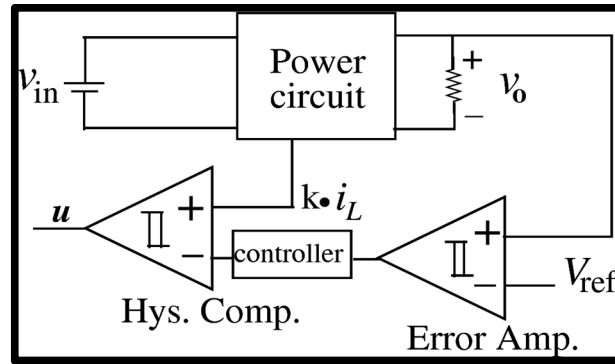 Power
circuit
v_in
+
−
v_o
k•i_L
u
+
−
controller
+
−
V_ref
Hys. Comp.
Error Amp.